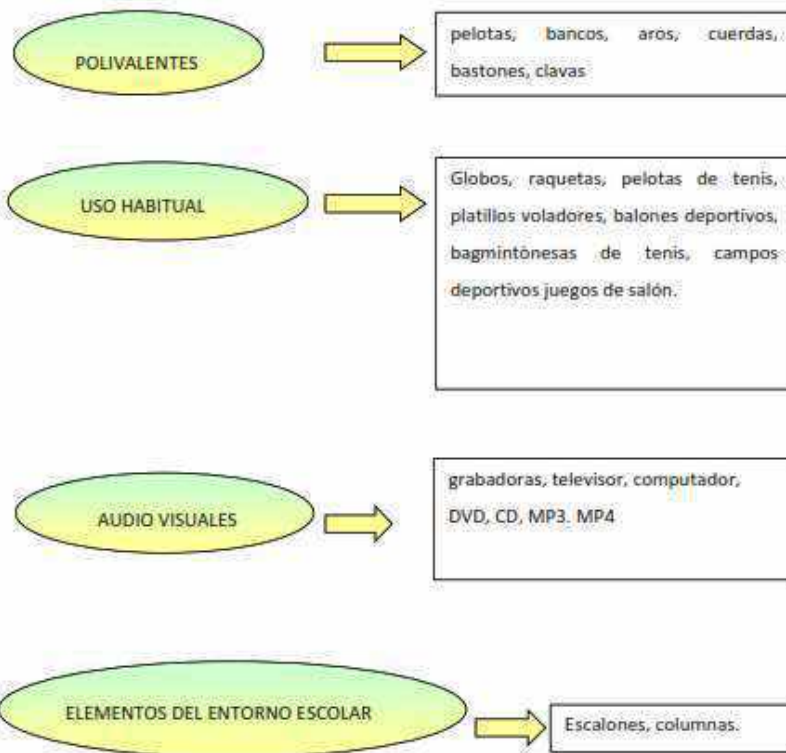 POLIVALENTES
pelotas, bancos, aros, cuerdas,
bastones, clavas
USO HABITUAL
Globos, raquetas, pelotas de tenis,
platillos voladores, balones deportivos,
bagmintònesas de tenis, campos
deportivos juegos de salón.
AUDIO VISUALES
grabadoras, televisor, computador,
DVD, CD, MP3. MP4
ELEMENTOS DEL ENTORNO ESCOLAR
Escalones, columnas.